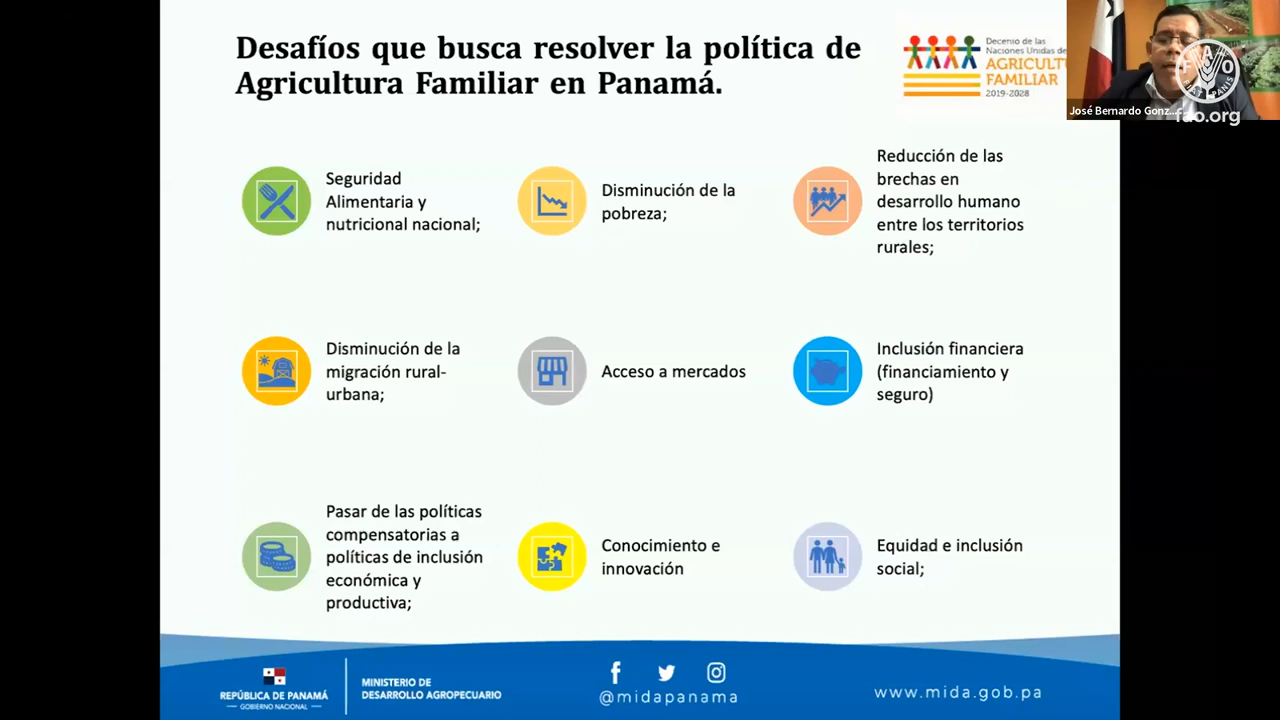 Desafíos que busca resolver la política de
Agricultura Familiar en Panamá.
Decenio de las
Naciones Unidas de
AGRICULTU
FAMILIAR
2019-2028
José Bernardo Gonz...
FAO
FIAT PANIS
fao.org
Seguridad
Alimentaria y
nutricional nacional;
Disminución de la
pobreza;
Reducción de las
brechas en
desarrollo humano
entre los territorios
rurales;
Disminución de la
migración rural-
urbana;
Acceso a mercados
Inclusión financiera
(financiamiento y
seguro)
Pasar de las políticas
compensatorias a
políticas de inclusión
económica y
productiva;
Conocimiento e
innovación
Equidad e inclusión
social;
REPÚBLICA DE PANAMÁ
GOBIERNO NACIONAL
MINISTERIO DE
DESARROLLO AGROPECUARIO
@midapanama
www.mida.gob.pa